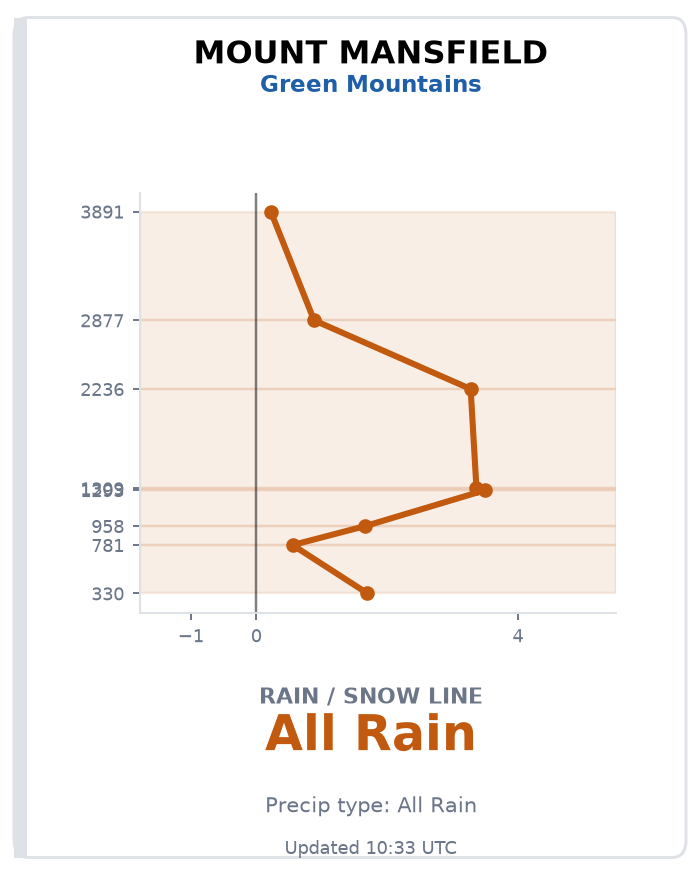 MOUNT MANSFIELD
Green Mountains
3891
2877
2236
1309
958
781
330
−1 0 4
RAIN / SNOW LINE
All Rain
Precip type: All Rain
Updated 10:33 UTC